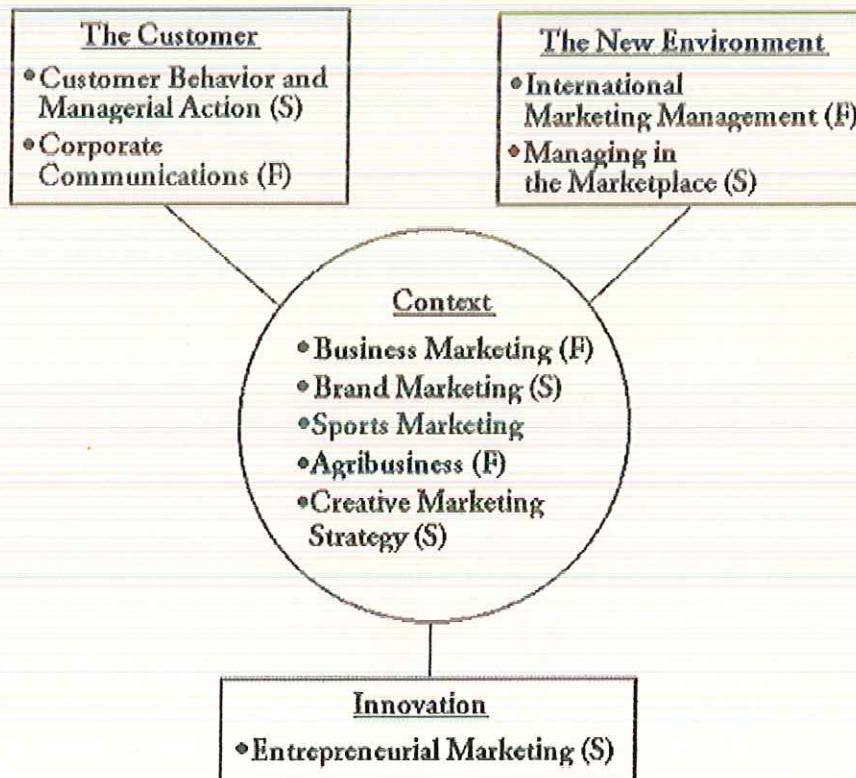 The Customer
• Customer Behavior and
Managerial Action (S)
• Corporate
Communications (F)
The New Environment
• International
Marketing Management (F)
• Managing in
the Marketplace (S)
Context
• Business Marketing (F)
• Brand Marketing (S)
• Sports Marketing
• Agribusiness (F)
• Creative Marketing
Strategy (S)
Innovation
• Entrepreneurial Marketing (S)